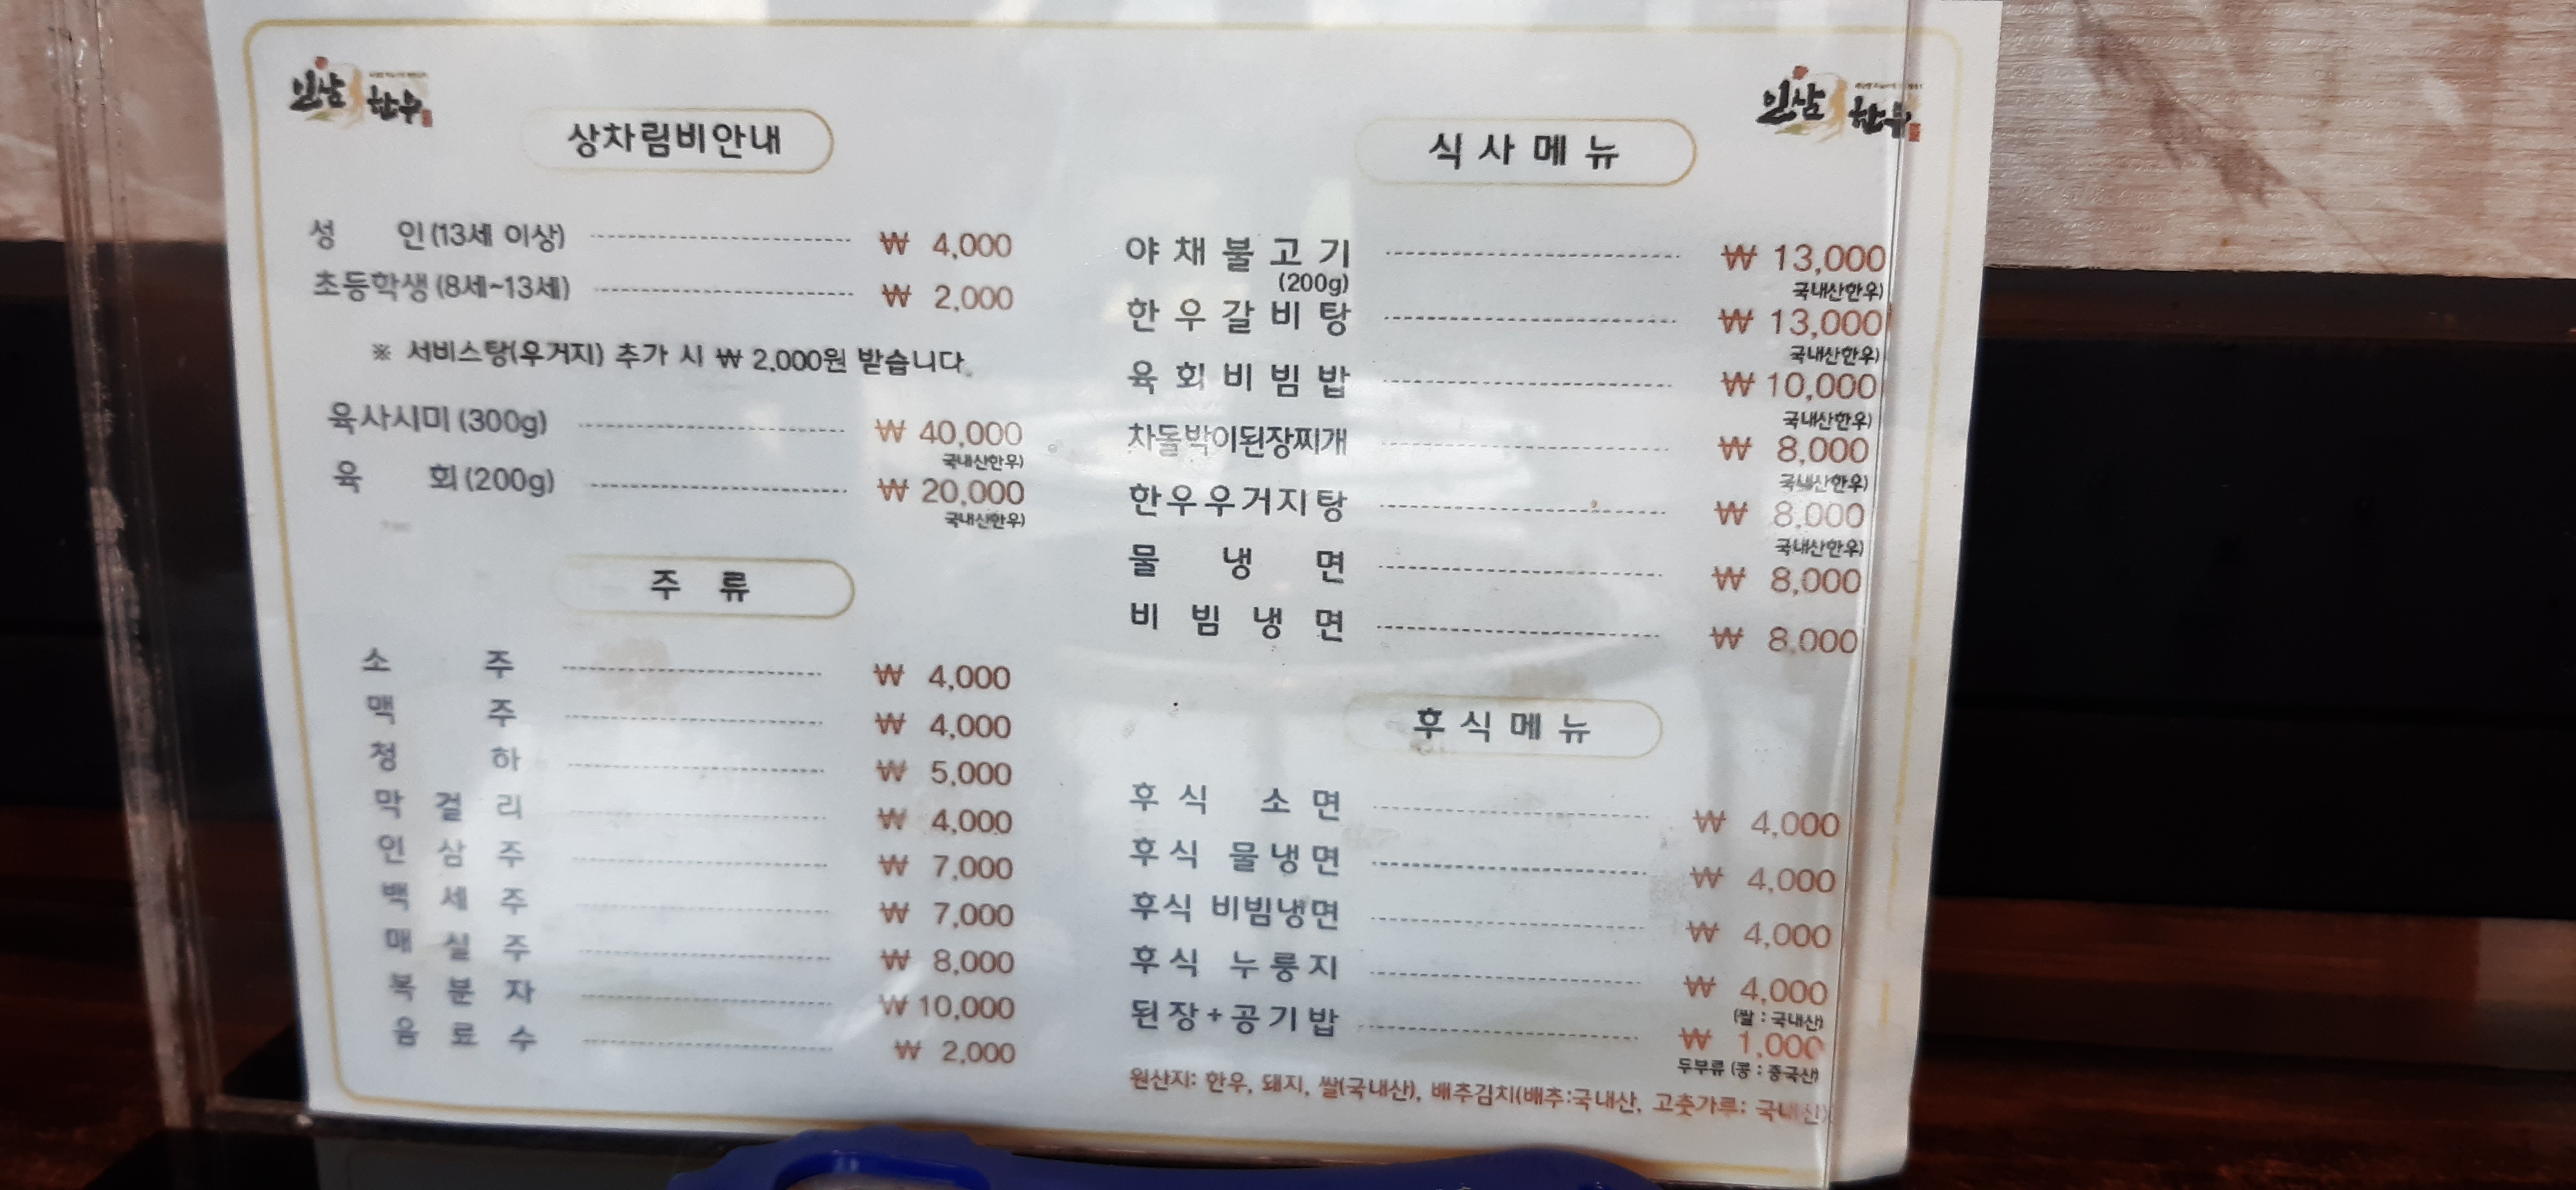 인삼 한우
상차림비안내
성 인(13세 이상) ₩ 4,000
초등학생(8세~13세) ₩ 2,000
※ 서비스탕(우거지) 추가 시 ₩ 2,000원 받습니다.
육사시미(300g) ₩ 40,000
국내산한우)
육 회(200g) ₩ 20,000
국내산한우)
주 류
소 주 ₩ 4,000
맥 주 ₩ 4,000
청 하 ₩ 5,000
막 걸 리 ₩ 4,000
인 삼 주 ₩ 7,000
백 세 주 ₩ 7,000
매 실 주 ₩ 8,000
복 분 자 ₩ 10,000
음 료 수 ₩ 2,000
인삼 한우
식 사 메 뉴
야 채 불 고 기 ₩ 13,000
(200g) 국내산한우)
한 우 갈 비 탕 ₩ 13,000
국내산한우)
육 회 비 빔 밥 ₩ 10,000
국내산한우)
차돌박이된장찌개 ₩ 8,000
국내산한우)
한우우거지탕 ₩ 8,000
국내산한우)
물 냉 면 ₩ 8,000
비 빔 냉 면 ₩ 8,000
후 식 메 뉴
후 식 소 면 ₩ 4,000
후 식 물 냉 면 ₩ 4,000
후식 비빔냉면 ₩ 4,000
후 식 누 룽 지 ₩ 4,000
(쌀 : 국내산)
된 장 + 공 기 밥 ₩ 1,000
두부류 (콩 : 중국산)
원산지: 한우, 돼지, 쌀(국내산), 배추김치(배추:국내산, 고춧가루: 국내산)